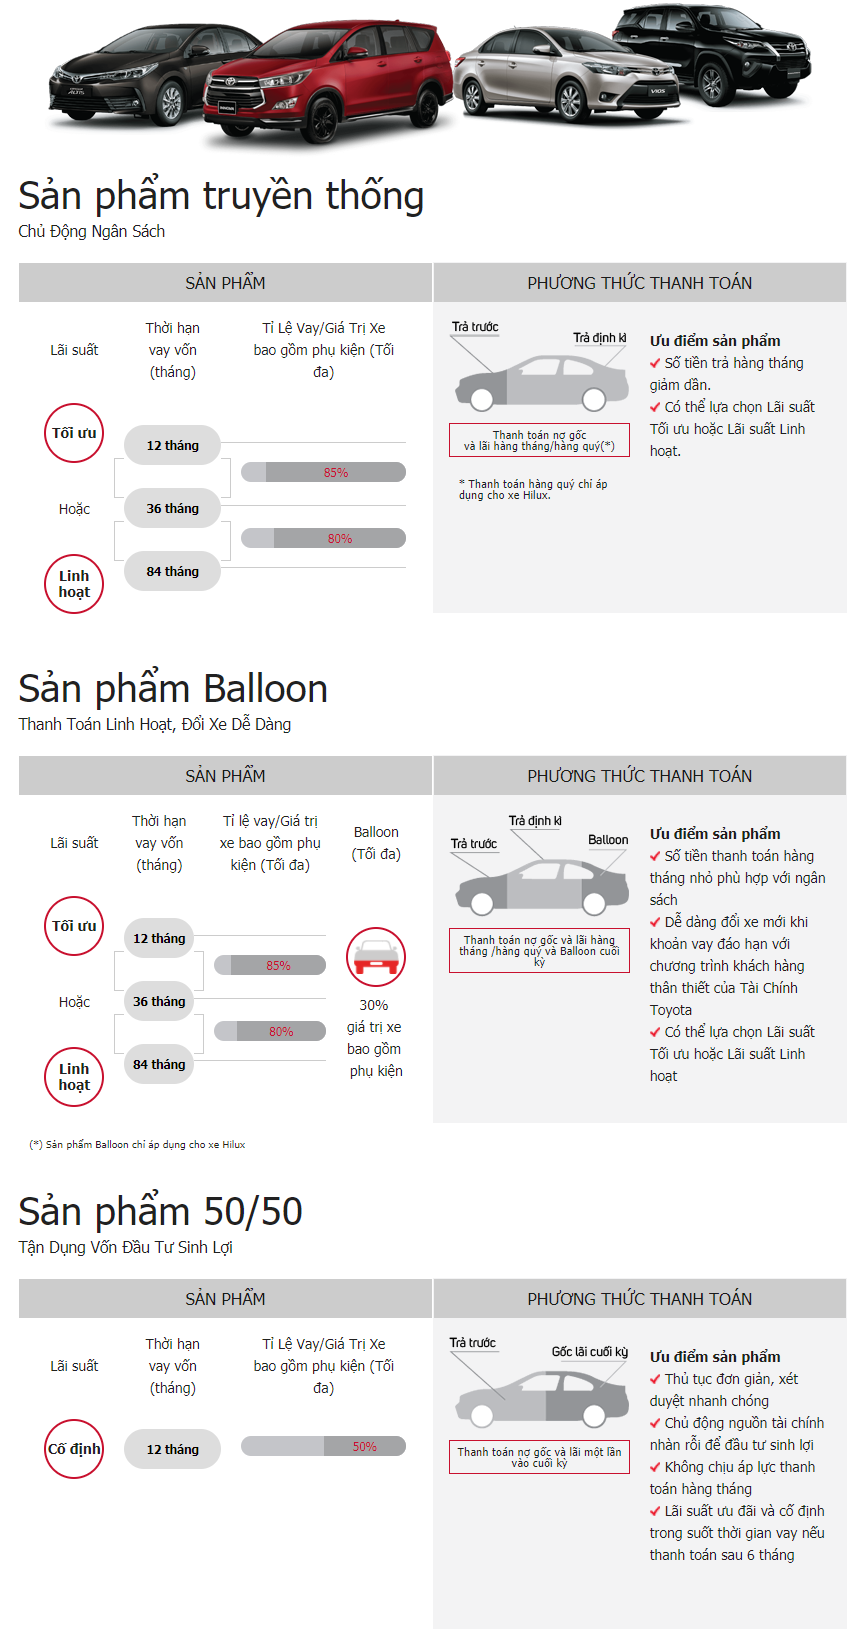 Sản phẩm truyền thống
Chủ Động Ngân Sách
SẢN PHẨM
PHƯƠNG THỨC THANH TOÁN
Lãi suất
Thời hạn
vay vốn
(tháng)
Tỉ Lệ Vay/Giá Trị Xe
bao gồm phụ kiện (Tối
đa)
Tối ưu
Hoặc
Linh
hoạt
12 tháng
36 tháng
84 tháng
85%
80%
Trả trước
Trả định kì
Thanh toán nợ gốc
và lãi hàng tháng/hàng quý(*)
* Thanh toán hàng quý chỉ áp
dụng cho xe Hilux.
Ưu điểm sản phẩm
Số tiền trả hàng tháng
giảm dần.
Có thể lựa chọn Lãi suất
Tối ưu hoặc Lãi suất Linh
hoạt.
Sản phẩm Balloon
Thanh Toán Linh Hoạt, Đổi Xe Dễ Dàng
SẢN PHẨM
PHƯƠNG THỨC THANH TOÁN
Lãi suất
Thời hạn
vay vốn
(tháng)
Tỉ lệ vay/Giá trị
xe bao gồm phụ
kiện (Tối đa)
Balloon
(Tối đa)
Tối ưu
Hoặc
Linh
hoạt
12 tháng
36 tháng
84 tháng
85%
80%
30%
giá trị xe
bao gồm
phụ kiện
Trả trước
Trả định kì
Balloon
Thanh toán nợ gốc và lãi hàng
tháng /hàng quý và Balloon cuối
kỳ
Ưu điểm sản phẩm
Số tiền thanh toán hàng
tháng nhỏ phù hợp với ngân
sách
Dễ dàng đổi xe mới khi
khoản vay đáo hạn với
chương trình khách hàng
thân thiết của Tài Chính
Toyota
Có thể lựa chọn Lãi suất
Tối ưu hoặc Lãi suất Linh
hoạt
(*) Sản phẩm Balloon chỉ áp dụng cho xe Hilux
Sản phẩm 50/50
Tận Dụng Vốn Đầu Tư Sinh Lợi
SẢN PHẨM
PHƯƠNG THỨC THANH TOÁN
Lãi suất
Thời hạn
vay vốn
(tháng)
Tỉ Lệ Vay/Giá Trị Xe
bao gồm phụ kiện (Tối
đa)
Cố định
12 tháng
50%
Trả trước
Gốc lãi cuối kỳ
Thanh toán nợ gốc và lãi một lần
vào cuối kỳ
Ưu điểm sản phẩm
Thủ tục đơn giản, xét
duyệt nhanh chóng
Chủ động nguồn tài chính
nhàn rỗi để đầu tư sinh lợi
Không chịu áp lực thanh
toán hàng tháng
Lãi suất ưu đãi và cố định
trong suốt thời gian vay nếu
thanh toán sau 6 tháng